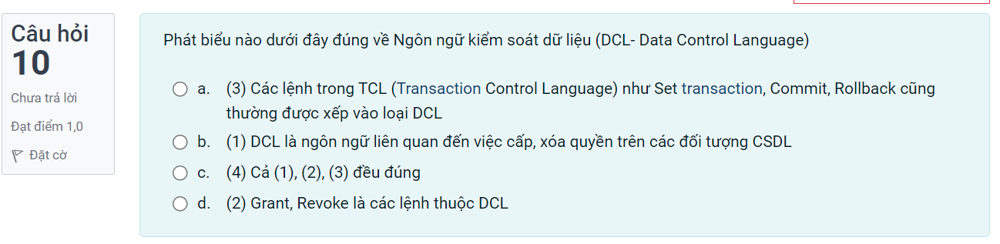 Câu hỏi
10
Chưa trả lời
Đạt điểm 1,0
Đặt cờ
Phát biểu nào dưới đây đúng về Ngôn ngữ kiểm soát dữ liệu (DCL- Data Control Language)
a. (3) Các lệnh trong TCL (Transaction Control Language) như Set transaction, Commit, Rollback cũng
thường được xếp vào loại DCL
b. (1) DCL là ngôn ngữ liên quan đến việc cấp, xóa quyền trên các đối tượng CSDL
c. (4) Cả (1), (2), (3) đều đúng
d. (2) Grant, Revoke là các lệnh thuộc DCL